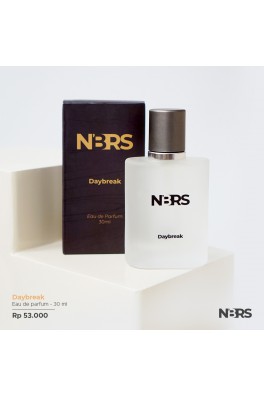 NBRS
Daybreak
Eau de Parfum
30ml
NBRS
Daybreak
Daybreak
Eau de parfum - 30 ml
Rp 53.000
NBRS